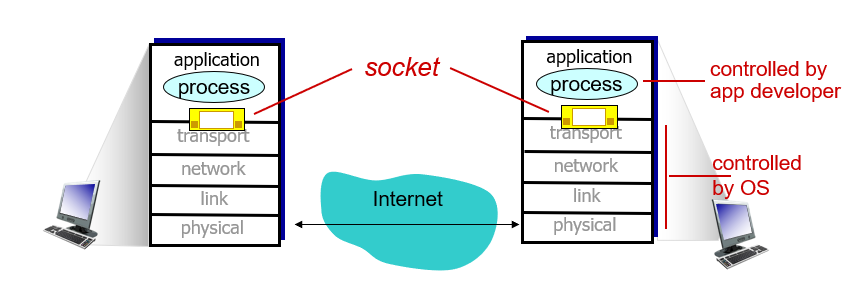 application
process
transport
network
link
physical
socket
Internet
application
process
transport
network
link
physical
controlled by
app developer
controlled
by OS